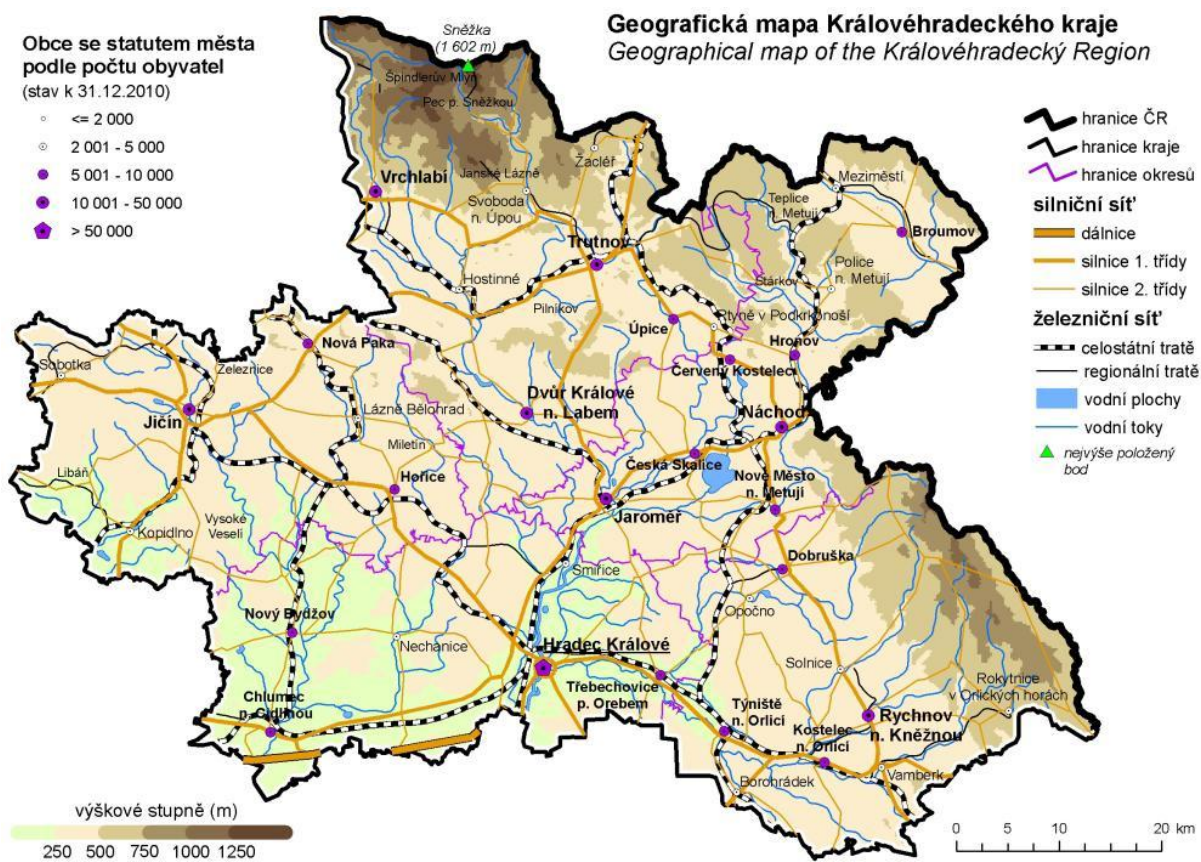 Geografická mapa Královéhradeckého kraje
Geographical map of the Královéhradecký Region
Obce se statutem města
podle počtu obyvatel
(stav k 31.12.2010)
<= 2 000
2 001 - 5 000
5 001 - 10 000
10 001 - 50 000
> 50 000
Sněžka
(1 602 m)
Špindlerův Mlýn
Pec p. Sněžkou
Žacléř
Vrchlabí
Janské Lázně
Svoboda
n. Úpou
Meziměstí
Teplice
n. Metují
Broumov
Trutnov
Police
n. Metují
Hostinné
Stárkov
Pilníkov
Úpice
Rtyně v Podkrkonoší
Nová Paka
Hronov
Sobotka
Železnice
Červený Kostelec
Dvůr Králové
n. Labem
Lázně Bělohrad
Jičín
Náchod
Miletín
Libáň
Hořice
Česká Skalice
Nové Město
n. Metují
Jaroměř
Vysoké
Veselí
Kopidlno
Dobruška
Smiřice
Opočno
Nový Bydžov
Nechanice
Hradec Králové
Solnice
Rokytnice
v Orlických horách
Třebechovice
p. Orebem
Chlumec
n. Cidlinou
Týniště
n. Orlicí
Rychnov
n. Kněžnou
Kostelec
n. Orlicí
Vamberk
Borohrádek
hranice ČR
hranice kraje
hranice okresů
silniční síť
dálnice
silnice 1. třídy
silnice 2. třídy
železniční síť
celostátní tratě
regionální tratě
vodní plochy
vodní toky
nejvýše položený
bod
výškové stupně (m)
250 500 750 1000 1250
0 5 10 20 km